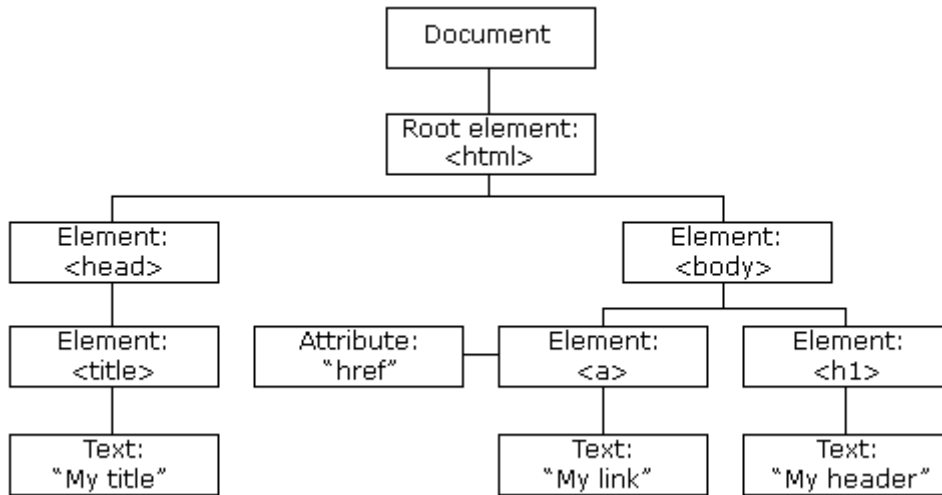 Document
Root element:
<html>
Element:
<head>
Element:
<body>
Element:
<title>
Attribute:
“href”
Element:
<a>
Element:
<h1>
Text:
“My title”
Text:
“My link”
Text:
“My header”